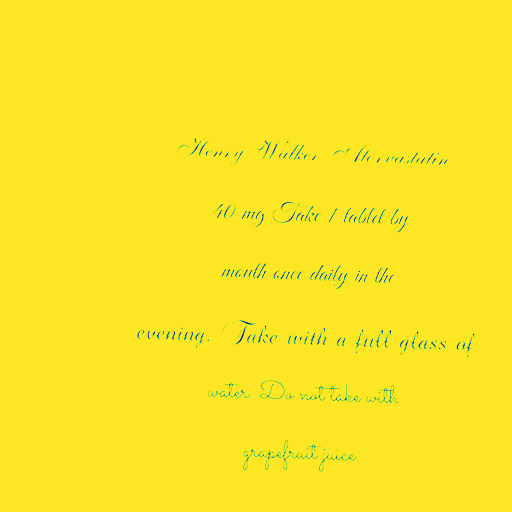 Henry Walker Atorvastatin
40 mg Take 1 tablet by
mouth once daily in the
evening. Take with a full glass of
water. Do not take with
grapefruit juice.